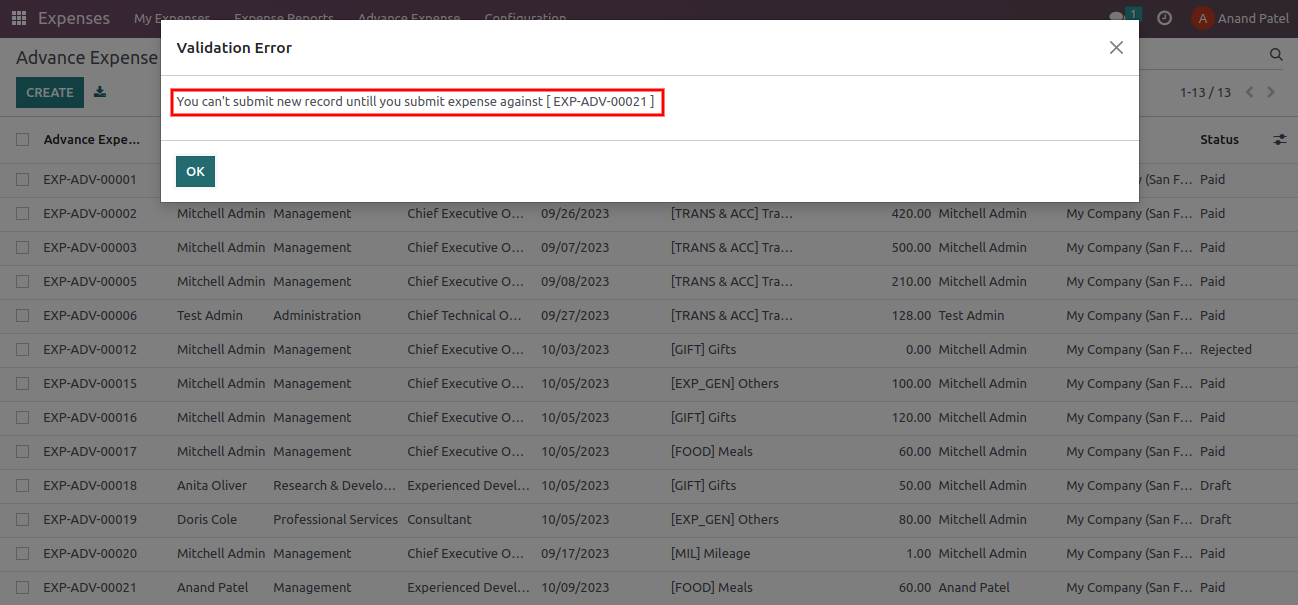 Expenses My Expenses Expense Reports Advance Expense Configuration 1 A Anand Patel
Validation Error
Advance Expense
You can't submit new record untill you submit expense against [ EXP-ADV-00021 ]
CREATE 1-13 / 13
Advance Expe... Status
OK
EXP-ADV-00001 (San F... Paid
EXP-ADV-00002 Mitchell Admin Management Chief Executive O... 09/26/2023 [TRANS & ACC] Tra... 420.00 Mitchell Admin My Company (San F... Paid
EXP-ADV-00003 Mitchell Admin Management Chief Executive O... 09/07/2023 [TRANS & ACC] Tra... 500.00 Mitchell Admin My Company (San F... Paid
EXP-ADV-00005 Mitchell Admin Management Chief Executive O... 09/08/2023 [TRANS & ACC] Tra... 210.00 Mitchell Admin My Company (San F... Paid
EXP-ADV-00006 Test Admin Administration Chief Technical O... 09/27/2023 [TRANS & ACC] Tra... 128.00 Test Admin My Company (San F... Paid
EXP-ADV-00012 Mitchell Admin Management Chief Executive O... 10/03/2023 [GIFT] Gifts 0.00 Mitchell Admin My Company (San F... Rejected
EXP-ADV-00015 Mitchell Admin Management Chief Executive O... 10/05/2023 [EXP_GEN] Others 100.00 Mitchell Admin My Company (San F... Paid
EXP-ADV-00016 Mitchell Admin Management Chief Executive O... 10/05/2023 [GIFT] Gifts 120.00 Mitchell Admin My Company (San F... Paid
EXP-ADV-00017 Mitchell Admin Management Chief Executive O... 10/05/2023 [FOOD] Meals 60.00 Mitchell Admin My Company (San F... Paid
EXP-ADV-00018 Anita Oliver Research & Develo... Experienced Devel... 10/05/2023 [GIFT] Gifts 50.00 Mitchell Admin My Company (San F... Draft
EXP-ADV-00019 Doris Cole Professional Services Consultant 10/05/2023 [EXP_GEN] Others 80.00 Mitchell Admin My Company (San F... Draft
EXP-ADV-00020 Mitchell Admin Management Chief Executive O... 09/17/2023 [MIL] Mileage 1.00 Mitchell Admin My Company (San F... Paid
EXP-ADV-00021 Anand Patel Management Experienced Devel... 10/09/2023 [FOOD] Meals 60.00 Anand Patel My Company (San F... Paid